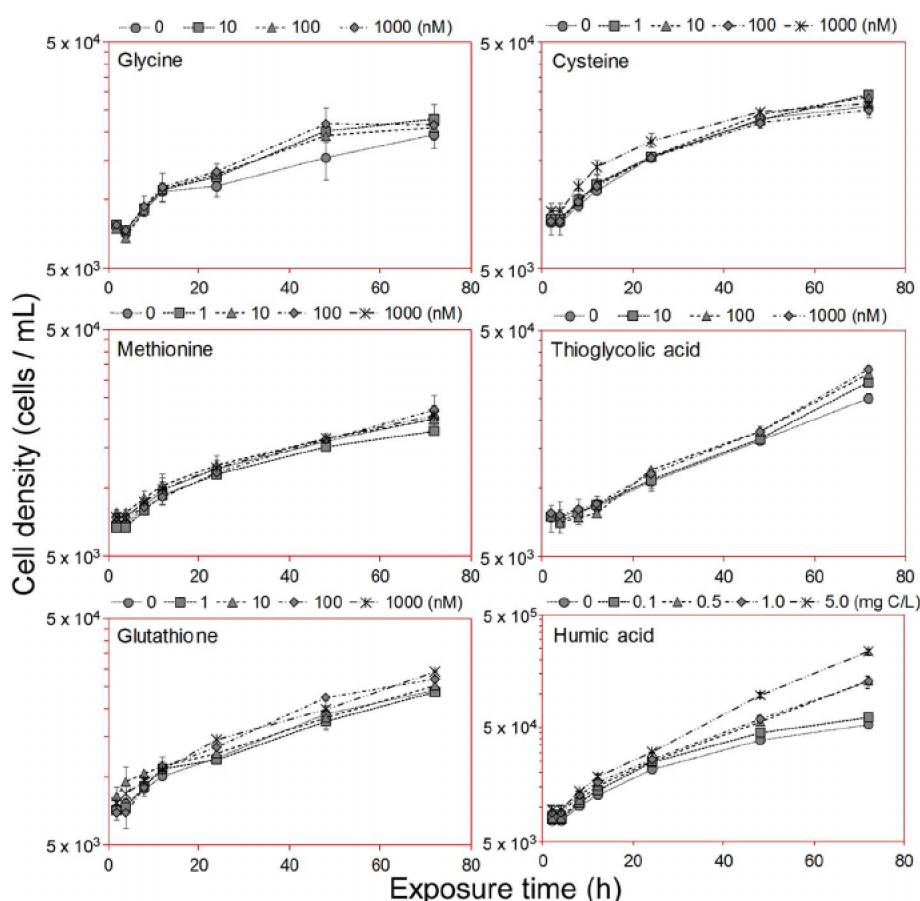 0 10 100 1000 (nM)
0 1 10 100 1000 (nM)
5 x 10⁴
Glycine
5 x 10³
0 20 40 60 80
5 x 10⁴
Cysteine
5 x 10³
0 20 40 60 80
0 1 10 100 1000 (nM)
0 10 100 1000 (nM)
5 x 10⁴
Methionine
5 x 10³
0 20 40 60 80
5 x 10⁴
Thioglycolic acid
5 x 10³
0 20 40 60 80
0 1 10 100 1000 (nM)
0 0.1 0.5 1.0 5.0 (mg C/L)
5 x 10⁴
Glutathione
5 x 10³
0 20 40 60 80
5 x 10⁵
Humic acid
5 x 10⁴
5 x 10³
0 20 40 60 80
Cell density (cells / mL)
Exposure time (h)